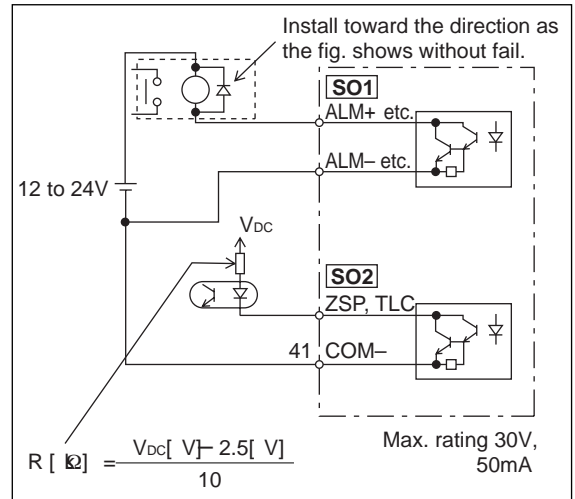 Install toward the direction as
the fig. shows without fail.
SO1
ALM+ etc.
ALM– etc.
12 to 24V
VDC
SO2
ZSP, TLC
41 COM–
R [kΩ] = VDC[V] – 2.5[V]
10
Max. rating 30V,
50mA